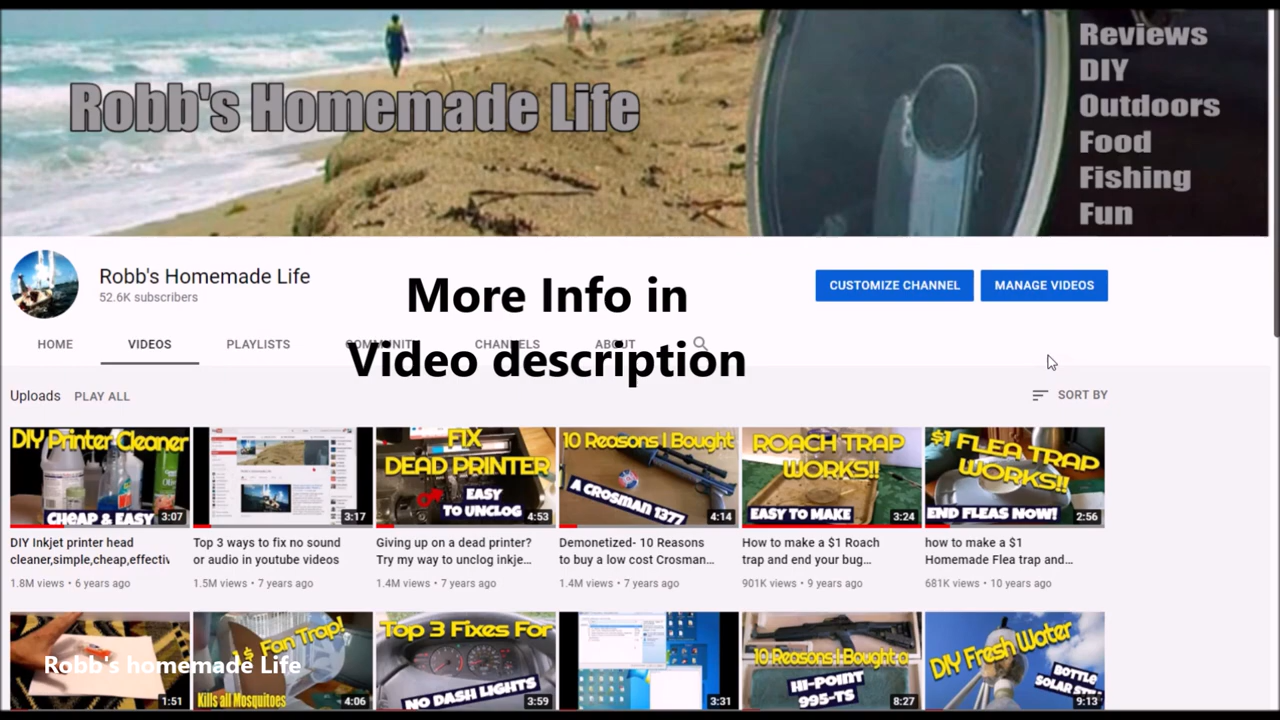 Robb's Homemade Life
Reviews
DIY
Outdoors
Food
Fishing
Fun
Robb's Homemade Life
52.6K subscribers
More Info in
Video description
CUSTOMIZE CHANNEL
MANAGE VIDEOS
HOME
VIDEOS
PLAYLISTS
COMMUNITY
CHANNELS
ABOUT
Uploads
PLAY ALL
SORT BY
DIY Printer Cleaner
CHEAP & EASY
3:07
3:17
FIX
DEAD PRINTER
EASY
TO UNCLOG
4:53
10 Reasons I Bought
A CROSMAN 1377
4:14
ROACH TRAP
WORKS!!
EASY TO MAKE
3:24
$1 FLEA TRAP
WORKS!!
END FLEAS NOW!
2:56
DIY Inkjet printer head
cleaner,simple,cheap,effectiv
1.8M views • 6 years ago
Top 3 ways to fix no sound
or audio in youtube videos
1.5M views • 7 years ago
Giving up on a dead printer?
Try my way to unclog inkje...
1.4M views • 7 years ago
Demonetized- 10 Reasons
to buy a low cost Crosman...
1.4M views • 7 years ago
How to make a $1 Roach
trap and end your bug...
901K views • 9 years ago
how to make a $1
Homemade Flea trap and...
681K views • 10 years ago
Robb's homemade Life
1:51
1$ Fan Trap!
Kills all Mosquitoes
4:06
Top 3 Fixes For
NO DASH LIGHTS
3:59
3:31
10 Reasons I Bought a
HI-POINT
995-TS
8:27
DIY Fresh Water
BOTTLE
9:13